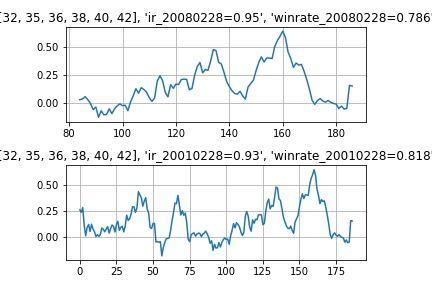 [32, 35, 36, 38, 40, 42], 'ir_20080228=0.95', 'winrate_20080228=0.786'
0.50
0.25
0.00
80 100 120 140 160 180
[32, 35, 36, 38, 40, 42], 'ir_20010228=0.93', 'winrate_20010228=0.818'
0.50
0.25
0.00
0 25 50 75 100 125 150 175